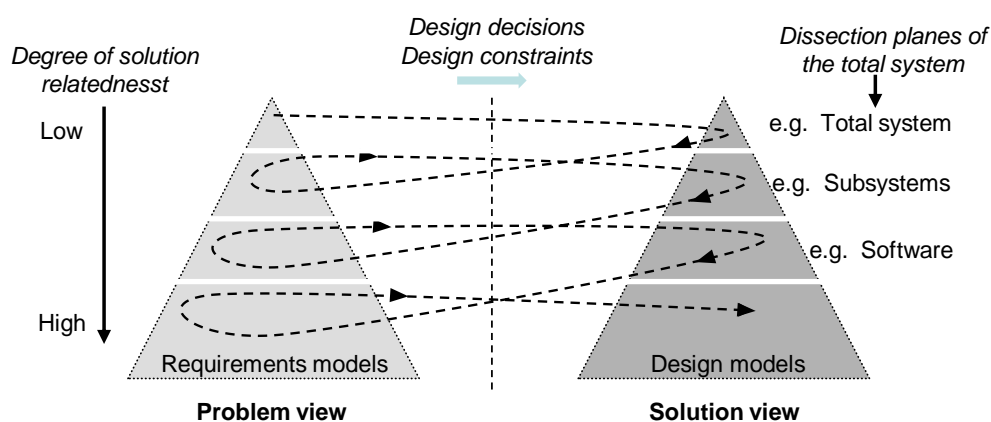 Degree of solution
relatednesst
Design decisions
Design constraints
Dissection planes of
the total system
Low
High
e.g. Total system
e.g. Subsystems
e.g. Software
Requirements models
Design models
Problem view
Solution view